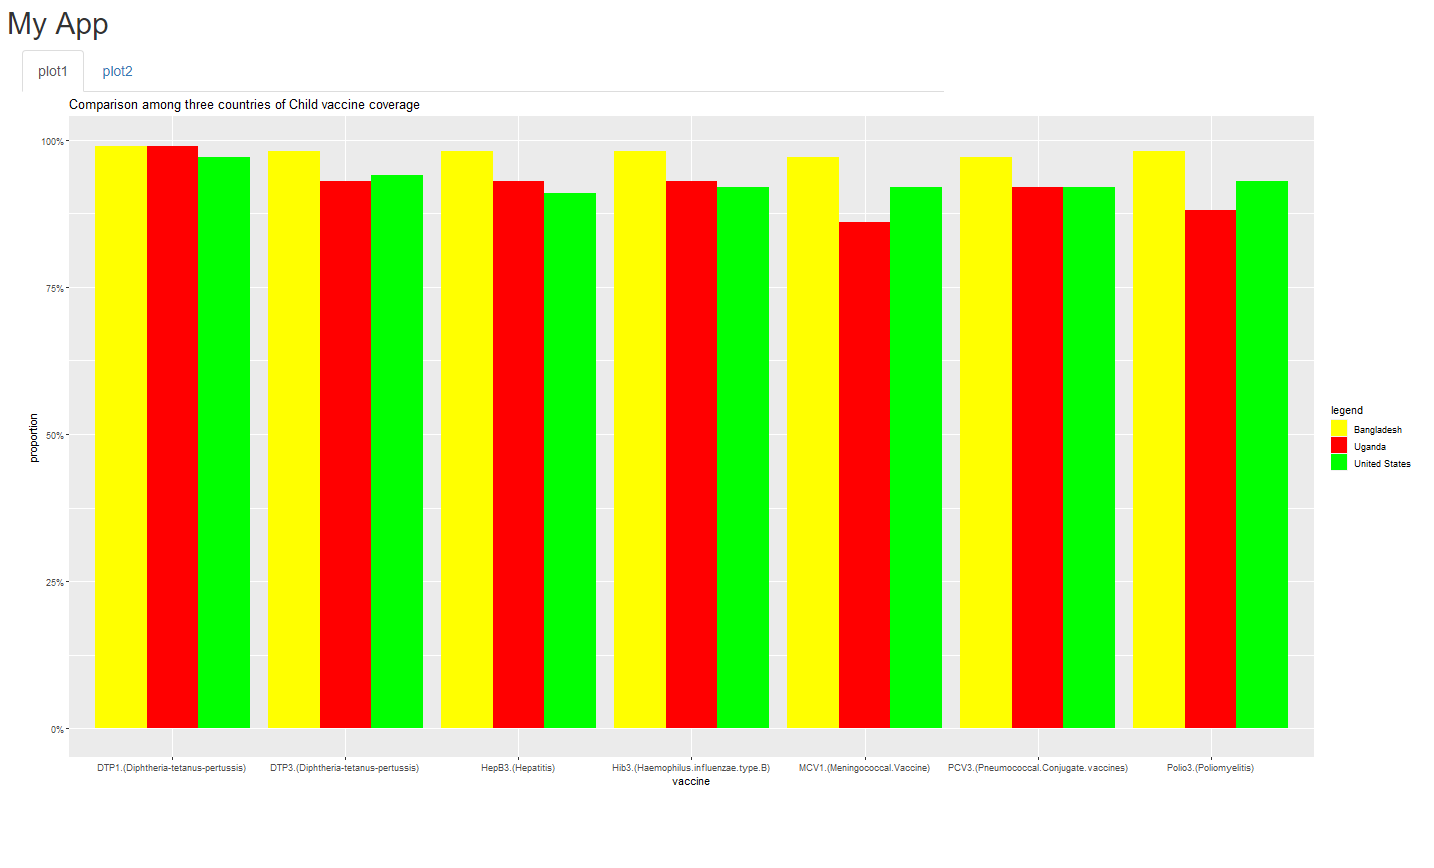 My App
plot1
plot2
Comparison among three countries of Child vaccine coverage
100%
75%
50%
25%
0%
proportion
DTP1.(Diphtheria-tetanus-pertussis)
DTP3.(Diphtheria-tetanus-pertussis)
HepB3.(Hepatitis)
Hib3.(Haemophilus.influenzae.type.B)
MCV1.(Meningococcal.Vaccine)
PCV3.(Pneumococcal.Conjugate.vaccines)
Polio3.(Poliomyelitis)
vaccine
legend
Bangladesh
Uganda
United States